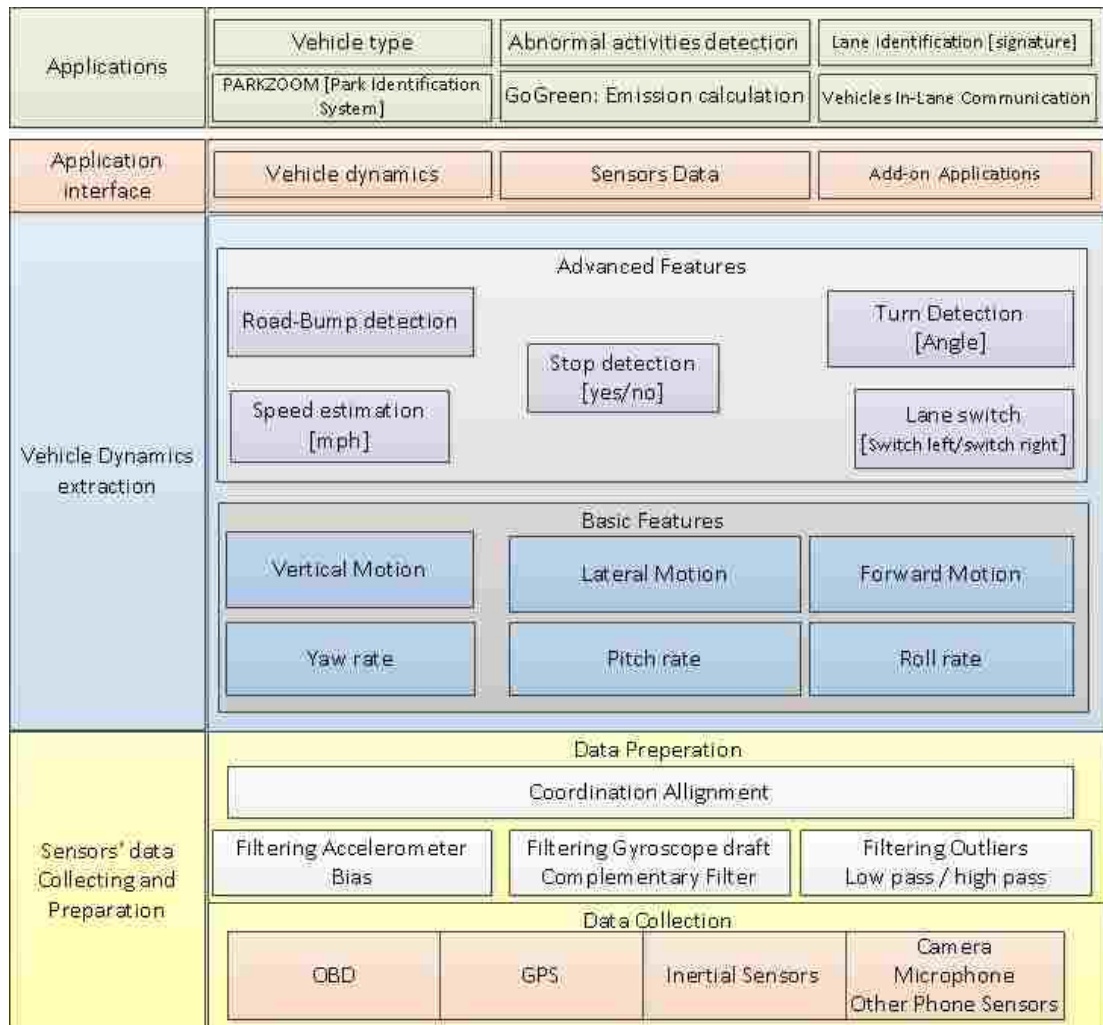 Applications
Vehicle type
Abnormal activities detection
Lane identification [signature]
PARKZOOM [Park Identification
System]
GoGreen: Emission calculation
Vehicles In-Lane Communication
Application
interface
Vehicle dynamics
Sensors Data
Add-on Applications
Vehicle Dynamics
extraction
Advanced Features
Road-Bump detection
Turn Detection
[Angle]
Stop detection
[yes/no]
Speed estimation
[mph]
Lane switch
[Switch left/switch right]
Basic Features
Vertical Motion
Lateral Motion
Forward Motion
Yaw rate
Pitch rate
Roll rate
Sensors' data
Collecting and
Preparation
Data Preperation
Coordination Allignment
Filtering Accelerometer
Bias
Filtering Gyroscope draft
Complementary Filter
Filtering Outliers
Low pass / high pass
Data Collection
OBD
GPS
Inertial Sensors
Camera
Microphone
Other Phone Sensors